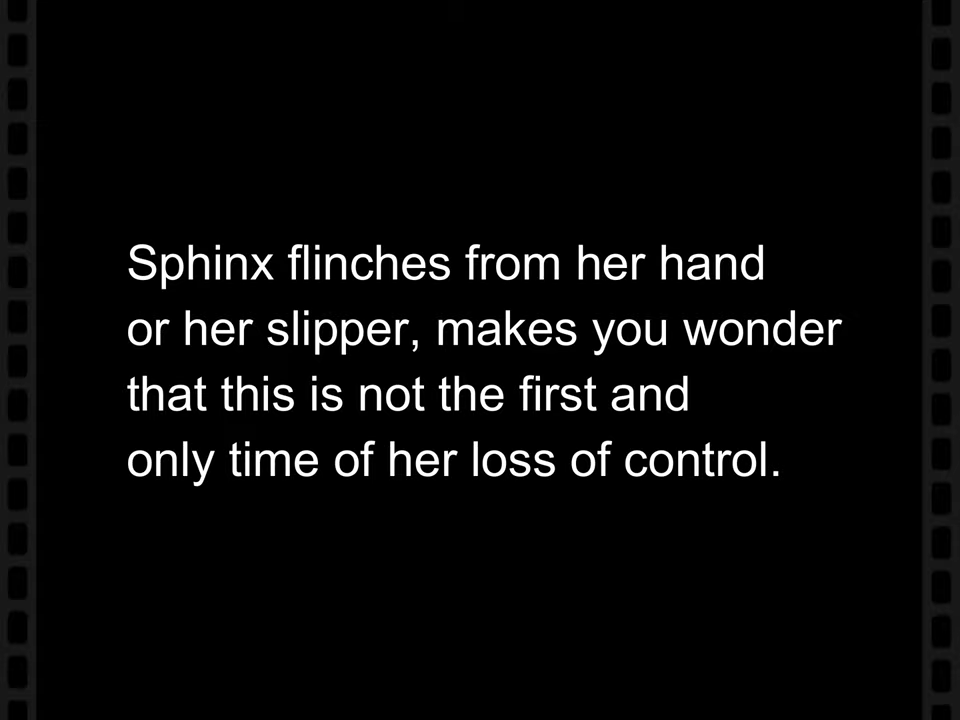 Sphinx flinches from her hand
or her slipper, makes you wonder
that this is not the first and
only time of her loss of control.